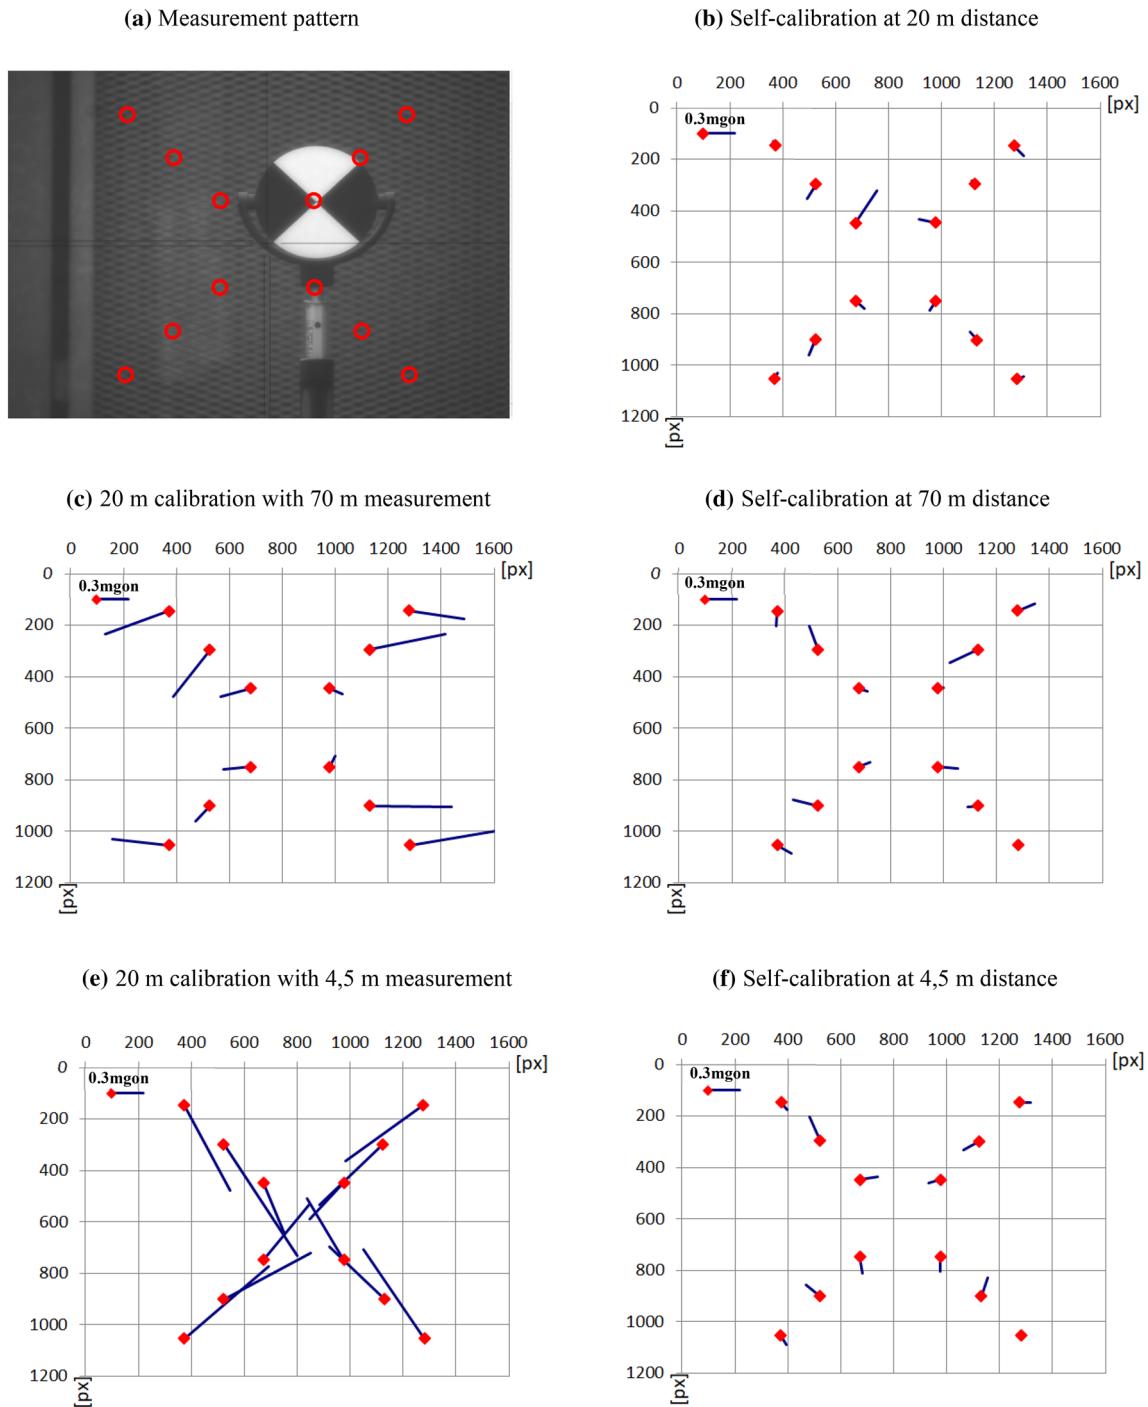 (a) Measurement pattern
(b) Self-calibration at 20 m distance
0 200 400 600 800 1000 1200 1400 1600
[px]
0
0.3mgon
200
400
600
800
1000
1200
[px]
(c) 20 m calibration with 70 m measurement
0 200 400 600 800 1000 1200 1400 1600
[px]
0
0.3mgon
200
400
600
800
1000
1200
[px]
(d) Self-calibration at 70 m distance
0 200 400 600 800 1000 1200 1400 1600
[px]
0
0.3mgon
200
400
600
800
1000
1200
[px]
(e) 20 m calibration with 4,5 m measurement
0 200 400 600 800 1000 1200 1400 1600
[px]
0
0.3mgon
200
400
600
800
1000
1200
[px]
(f) Self-calibration at 4,5 m distance
0 200 400 600 800 1000 1200 1400 1600
[px]
0
0.3mgon
200
400
600
800
1000
1200
[px]